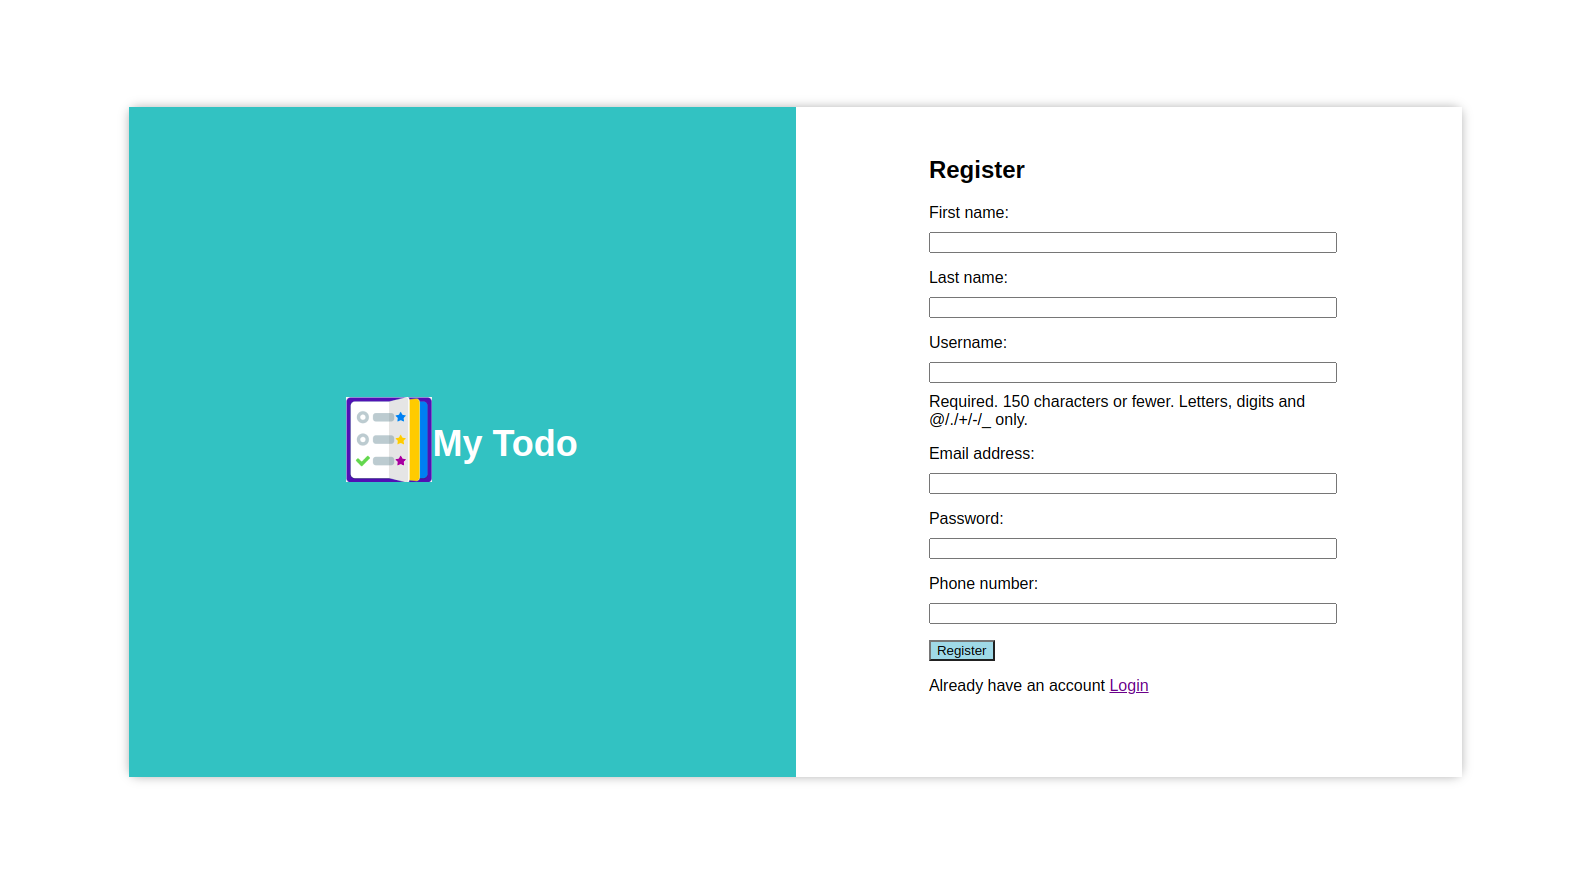 My Todo
Register
First name:
Last name:
Username:
Required. 150 characters or fewer. Letters, digits and
@/./+/-/_ only.
Email address:
Password:
Phone number:
Register
Already have an account Login